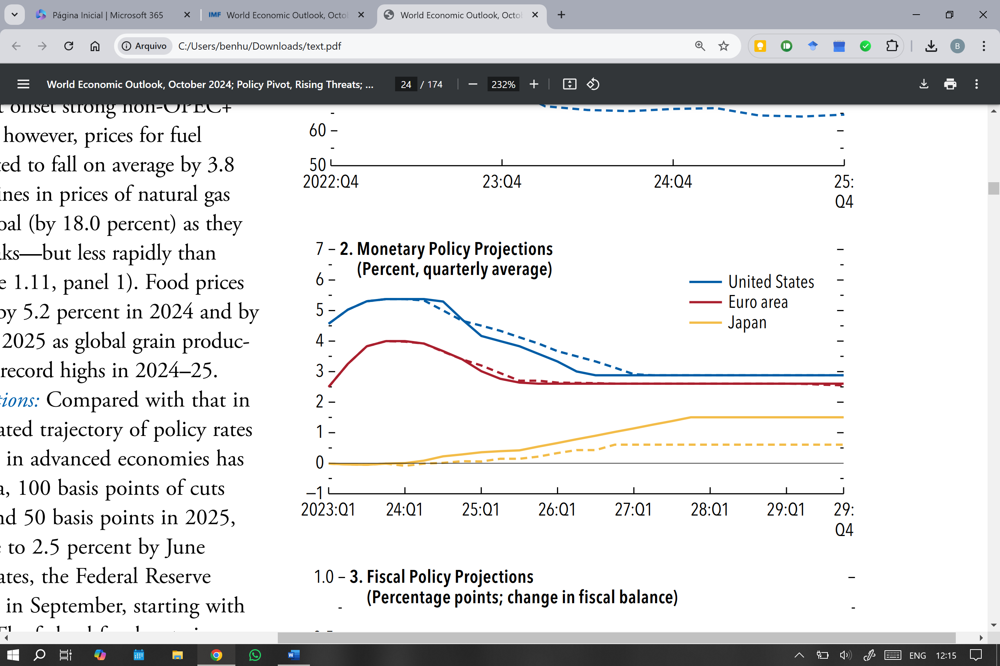 Página Inicial | Microsoft 365
IMF World Economic Outlook, Octo
World Economic Outlook, Octo
Arquivo C:/Users/benhu/Downloads/text.pdf
B
World Economic Outlook, October 2024; Policy Pivot, Rising Threats; ... 24 / 174 232%
t offset strong non-OPEC+
however, prices for fuel
ted to fall on average by 3.8
ines in prices of natural gas
oal (by 18.0 percent) as they
aks—but less rapidly than
e 1.11, panel 1). Food prices
by 5.2 percent in 2024 and by
2025 as global grain produc-
record highs in 2024–25.
tions: Compared with that in
ated trajectory of policy rates
in advanced economies has
a, 100 basis points of cuts
nd 50 basis points in 2025,
e to 2.5 percent by June
ates, the Federal Reserve
in September, starting with
60
50
2022:Q4 23:Q4 24:Q4 25:
Q4
2. Monetary Policy Projections
(Percent, quarterly average)
United States
Euro area
Japan
7
6
5
4
3
2
1
0
–1
2023:Q1 24:Q1 25:Q1 26:Q1 27:Q1 28:Q1 29:Q1 29:
Q4
1.0
3. Fiscal Policy Projections
(Percentage points; change in fiscal balance)
W
ENG 12:15